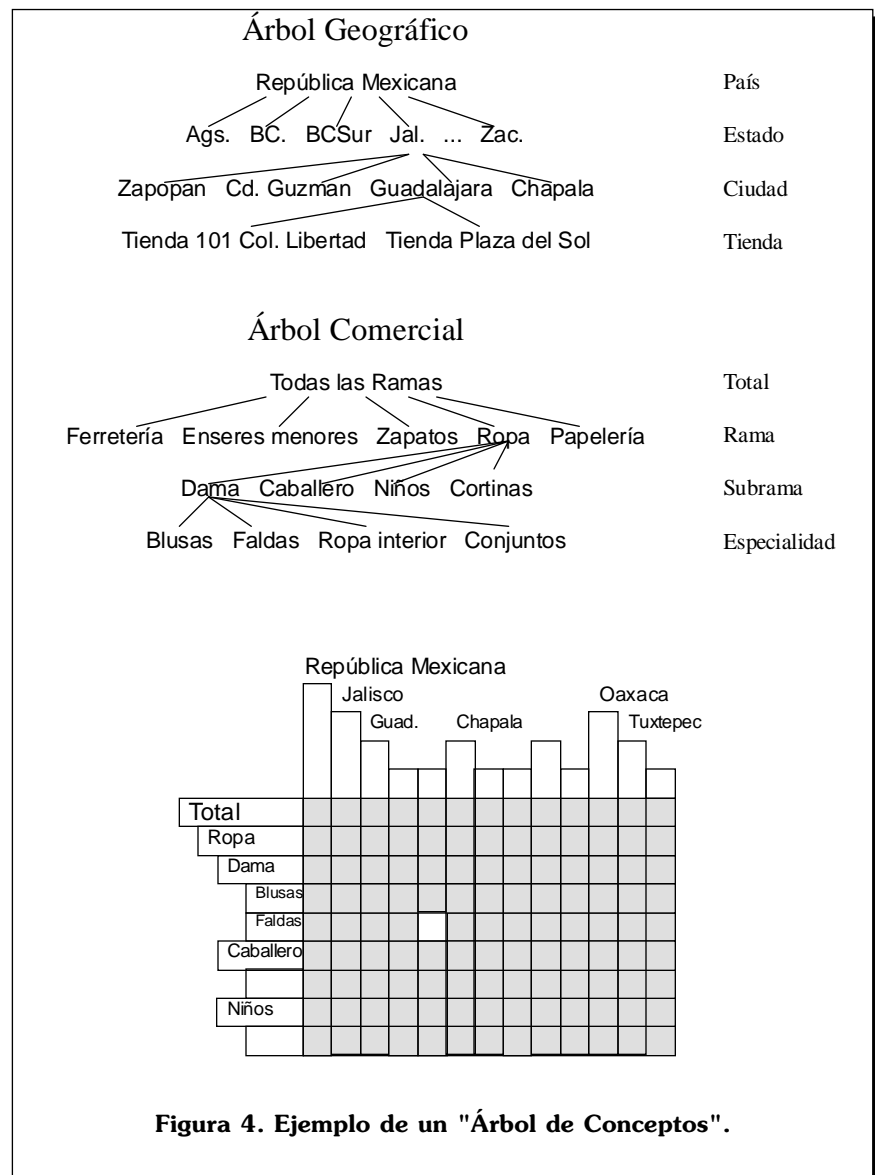 Árbol Geográfico
República Mexicana País
Ags. BC. BCSur Jal. ... Zac. Estado
Zapopan Cd. Guzman Guadalajara Chapala Ciudad
Tienda 101 Col. Libertad Tienda Plaza del Sol Tienda
Árbol Comercial
Todas las Ramas Total
Ferretería Enseres menores Zapatos Ropa Papelería Rama
Dama Caballero Niños Cortinas Subrama
Blusas Faldas Ropa interior Conjuntos Especialidad
República Mexicana
Jalisco Oaxaca
Guad. Chapala Tuxtepec
Total
Ropa
Dama
Blusas
Faldas
Caballero
Niños
Figura 4. Ejemplo de un "Árbol de Conceptos".